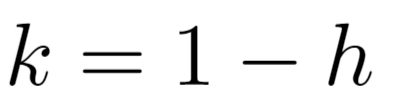 k = 1 − h